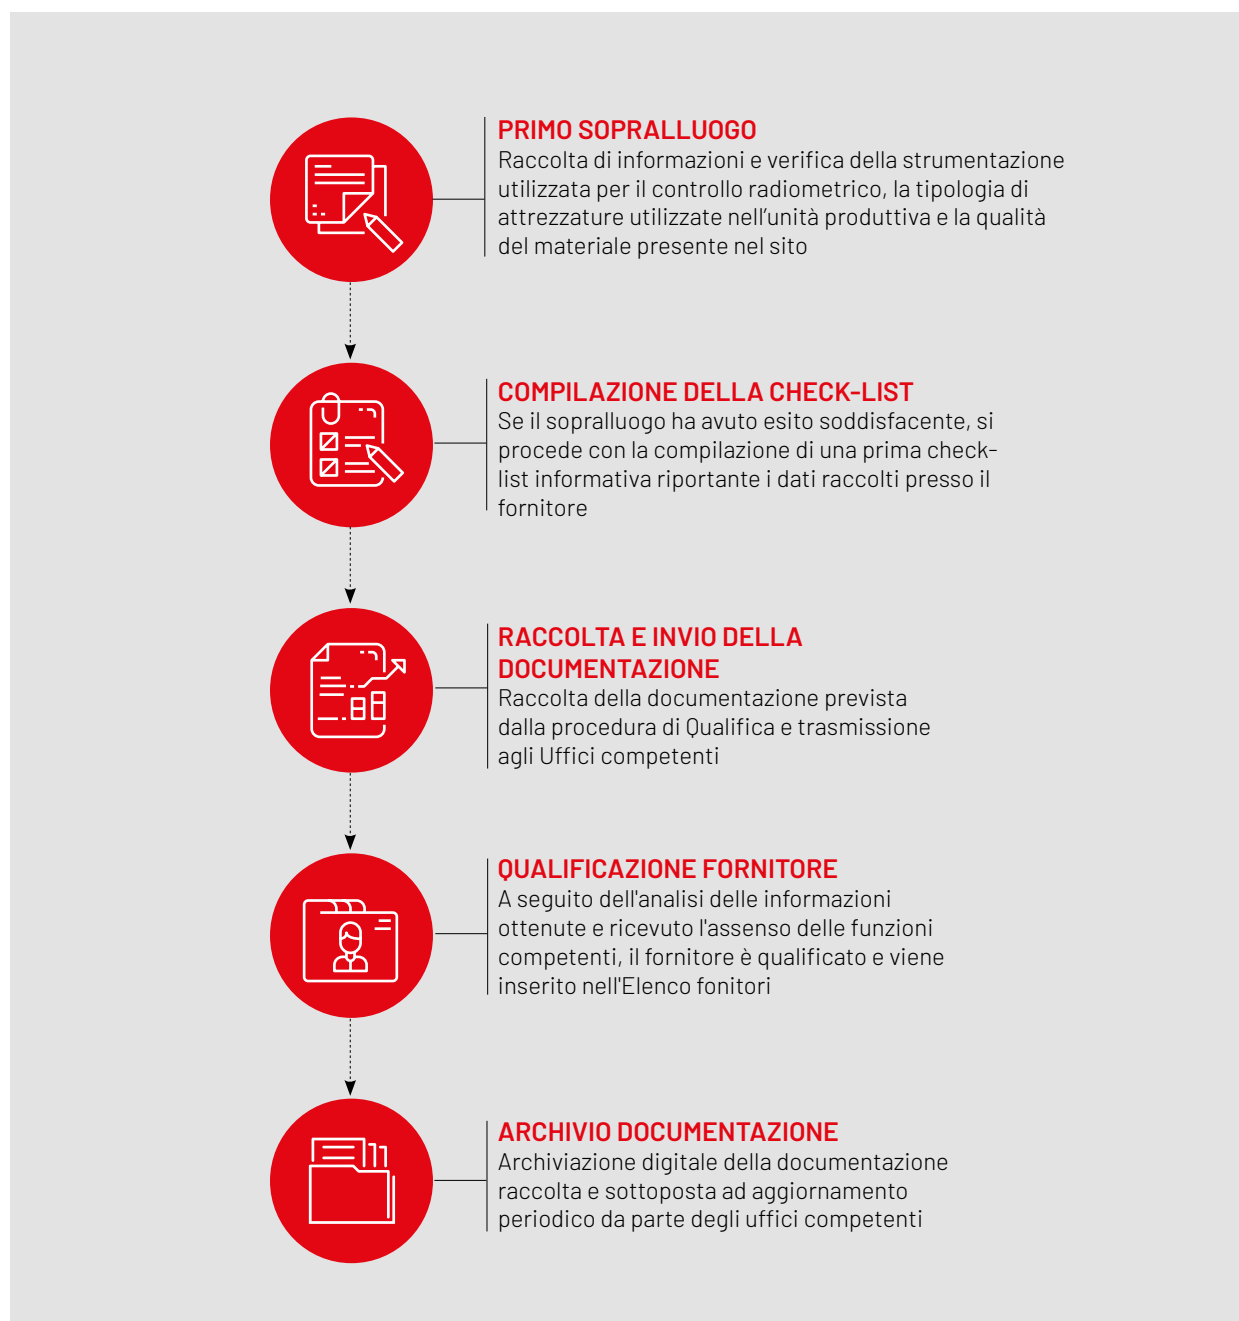 PRIMO SOPRALLUOGO
Raccolta di informazioni e verifica della strumentazione
utilizzata per il controllo radiometrico, la tipologia di
attrezzature utilizzate nell’unità produttiva e la qualità
del materiale presente nel sito
COMPILAZIONE DELLA CHECK-LIST
Se il sopralluogo ha avuto esito soddisfacente, si
procede con la compilazione di una prima check-
list informativa riportante i dati raccolti presso il
fornitore
RACCOLTA E INVIO DELLA
DOCUMENTAZIONE
Raccolta della documentazione prevista
dalla procedura di Qualifica e trasmissione
agli Uffici competenti
QUALIFICAZIONE FORNITORE
A seguito dell'analisi delle informazioni
ottenute e ricevuto l'assenso delle funzioni
competenti, il fornitore è qualificato e viene
inserito nell'Elenco fonitori
ARCHIVIO DOCUMENTAZIONE
Archiviazione digitale della documentazione
raccolta e sottoposta ad aggiornamento
periodico da parte degli uffici competenti